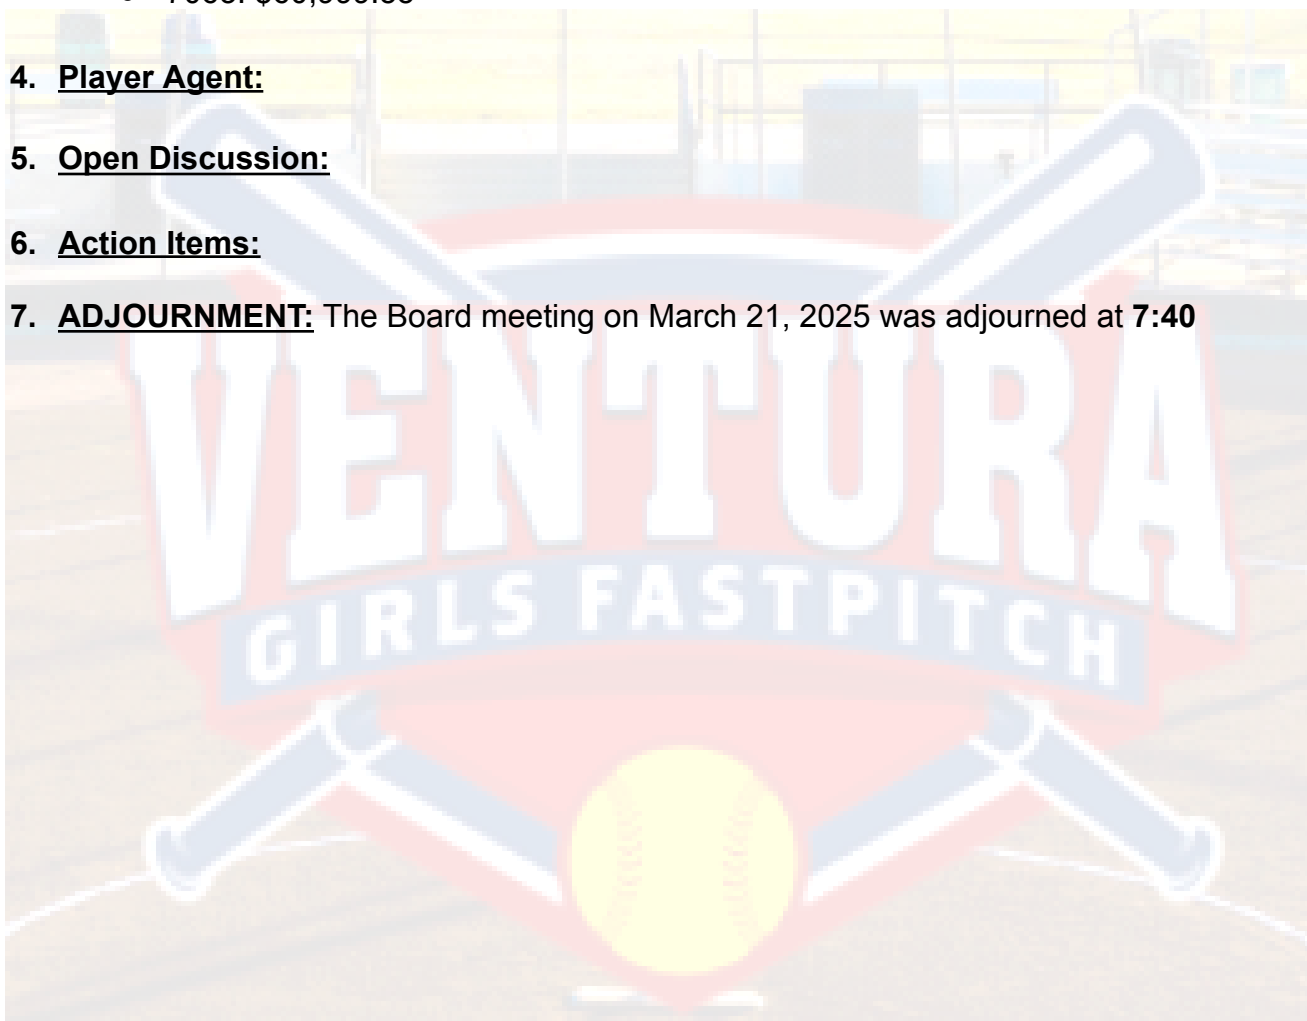 4. Player Agent:
5. Open Discussion:
6. Action Items:
7. ADJOURNMENT: The Board meeting on March 21, 2025 was adjourned at 7:40
VENTURA
GIRLS FASTPITCH